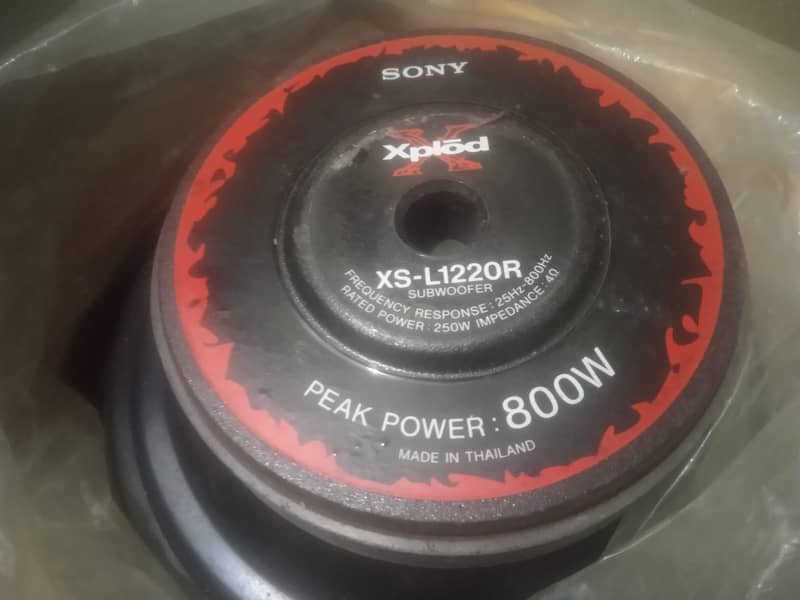 SONY
Xplōd
XS-L1220R
SUBWOOFER
FREQUENCY RESPONSE : 25Hz-800Hz
RATED POWER : 250W IMPEDANCE : 4Ω
PEAK POWER : 800W
MADE IN THAILAND